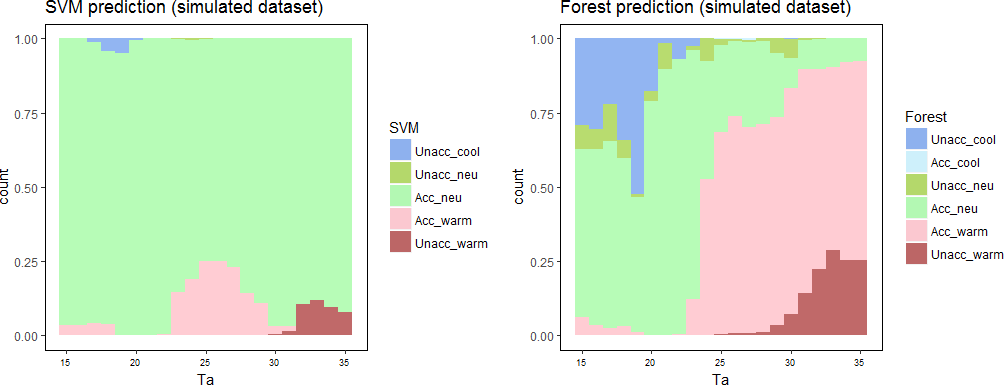 SVM prediction (simulated dataset)
1.00
0.75
0.50
0.25
0.00
count
15 20 25 30 35
Ta
SVM
Unacc_cool
Unacc_neu
Acc_neu
Acc_warm
Unacc_warm
Forest prediction (simulated dataset)
1.00
0.75
0.50
0.25
0.00
count
15 20 25 30 35
Ta
Forest
Unacc_cool
Acc_cool
Unacc_neu
Acc_neu
Acc_warm
Unacc_warm